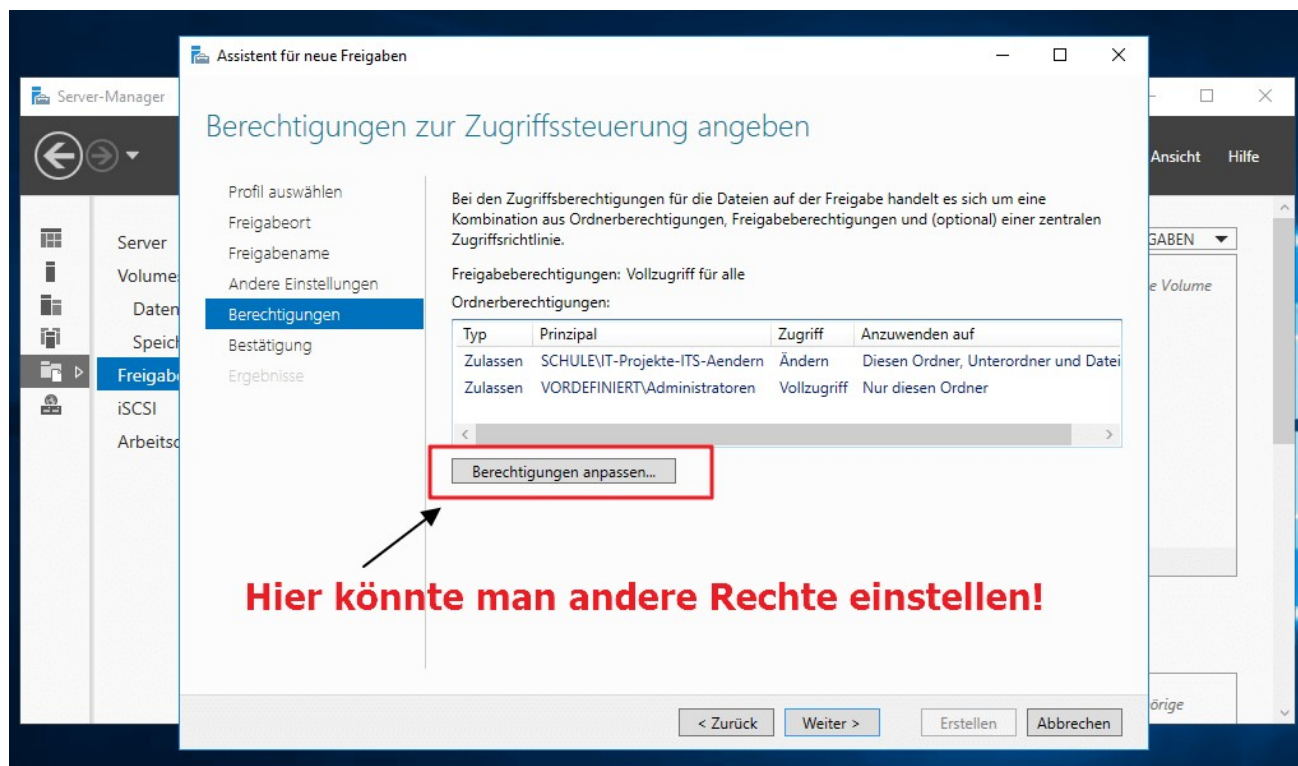 Assistent für neue Freigaben
Server-Manager
Ansicht Hilfe
Berechtigungen zur Zugriffssteuerung angeben
Profil auswählen
Freigabeort
Freigabename
Andere Einstellungen
Berechtigungen
Bestätigung
Ergebnisse
Server
Volume
Daten
Speich
Freigab
iSCSI
Arbeitso
Bei den Zugriffsberechtigungen für die Dateien auf der Freigabe handelt es sich um eine
Kombination aus Ordnerberechtigungen, Freigabeberechtigungen und (optional) einer zentralen
Zugriffsrichtlinie.
Freigabeberechtigungen: Vollzugriff für alle
Ordnerberechtigungen:
Typ Prinzipal Zugriff Anzuwenden auf
Zulassen SCHULE\IT-Projekte-ITS-Aendern Ändern Diesen Ordner, Unterordner und Datei
Zulassen VORDEFINIERT\Administratoren Vollzugriff Nur diesen Ordner
Berechtigungen anpassen...
Hier könnte man andere Rechte einstellen!
GABEN
e Volume
örige
< Zurück Weiter > Erstellen Abbrechen